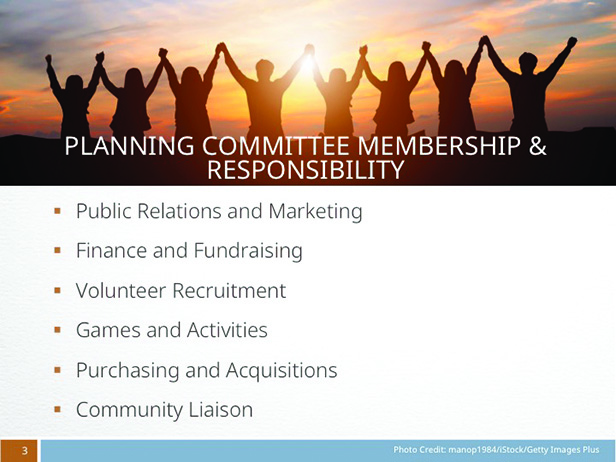 PLANNING COMMITTEE MEMBERSHIP &
RESPONSIBILITY
Public Relations and Marketing
Finance and Fundraising
Volunteer Recruitment
Games and Activities
Purchasing and Acquisitions
Community Liaison
3
Photo Credit: manop1984/iStock/Getty Images Plus